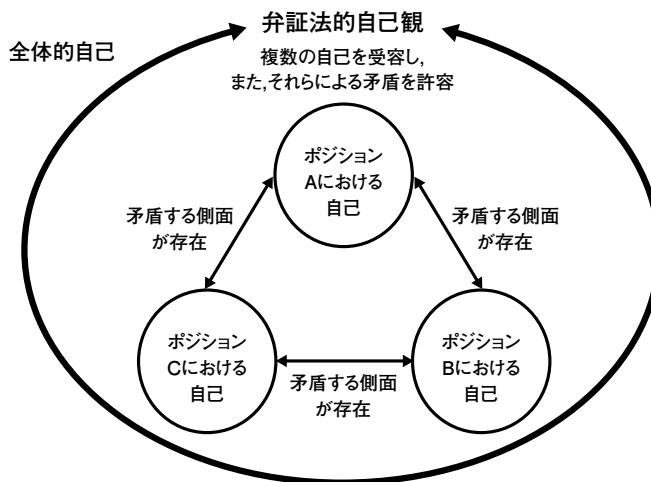 弁証法的自己観
全体的自己
複数の自己を受容し,
また,それらによる矛盾を許容
ポジション
Aにおける
自己
矛盾する側面
が存在
矛盾する側面
が存在
ポジション
Cにおける
自己
矛盾する側面
が存在
ポジション
Bにおける
自己